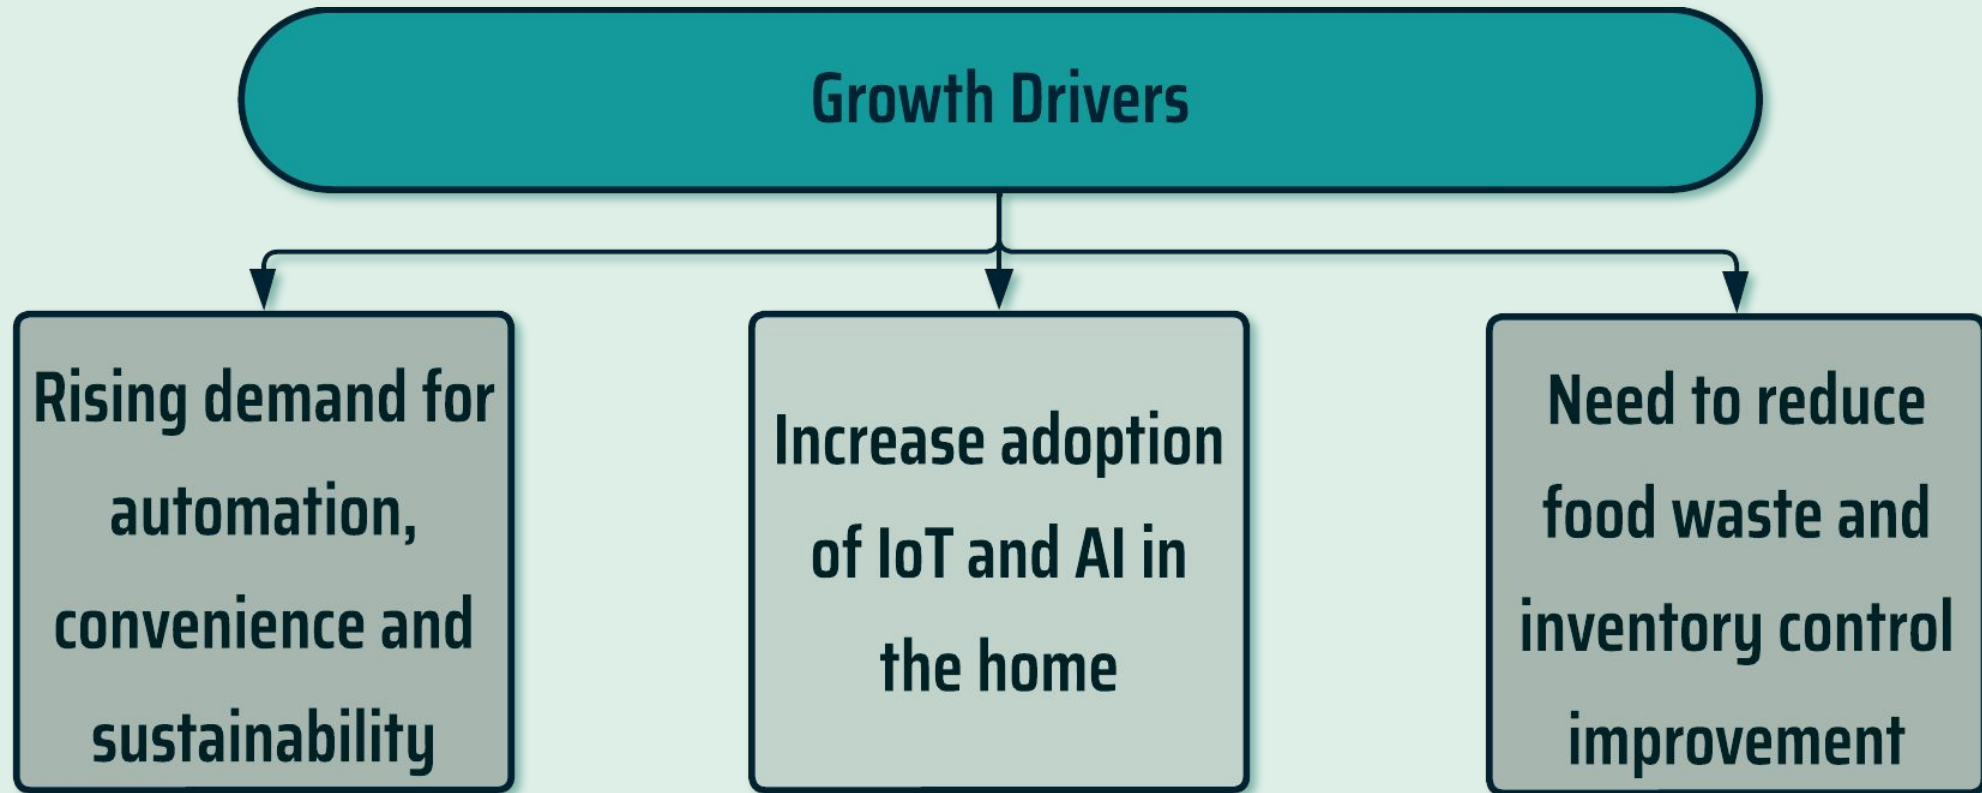 Growth Drivers
Rising demand for
automation,
convenience and
sustainability
Increase adoption
of IoT and AI in
the home
Need to reduce
food waste and
inventory control
improvement